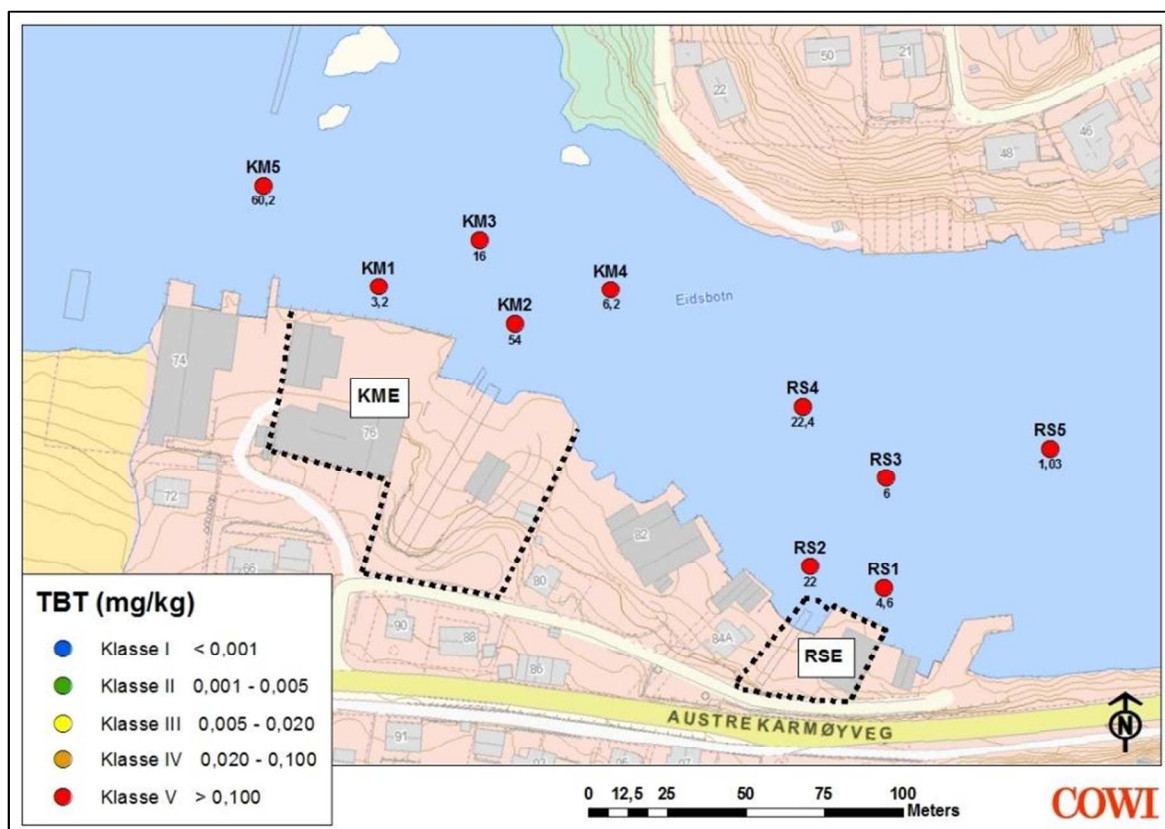 50
21
22
46
48
KM5
60,2
KM3
16
KM1
3,2
KM4
6,2
KM2
54
Eidsbotn
74
KME
76
RS4
22,4
RS5
1,03
RS3
6
72
82
RS2
22
RS1
4,6
66
80
90
88
86
84A
RSE
AUSTRE KARMØYVEG
91
TBT (mg/kg)
Klasse I < 0,001
Klasse II 0,001 - 0,005
Klasse III 0,005 - 0,020
Klasse IV 0,020 - 0,100
Klasse V > 0,100
0 12,5 25 50 75 100
Meters
N
COWI